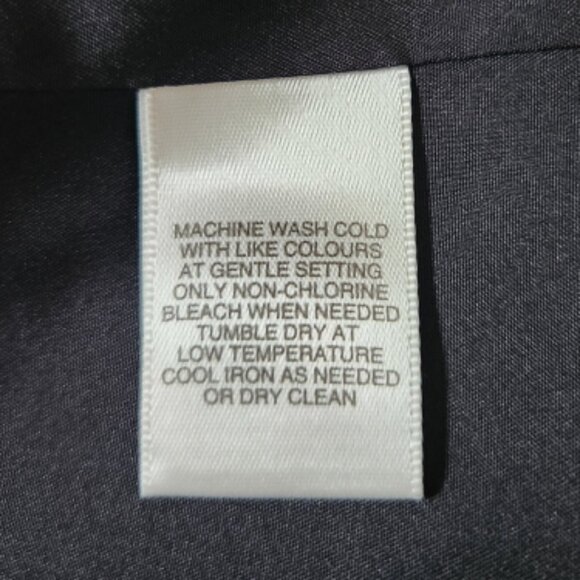 MACHINE WASH COLD
WITH LIKE COLOURS
AT GENTLE SETTING
ONLY NON-CHLORINE
BLEACH WHEN NEEDED
TUMBLE DRY AT
LOW TEMPERATURE
COOL IRON AS NEEDED
OR DRY CLEAN